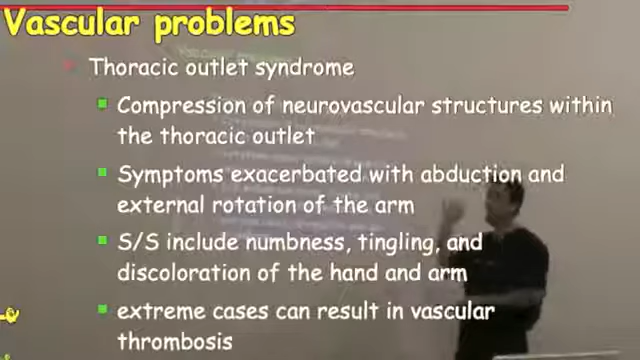 Vascular problems
Thoracic outlet syndrome
Compression of neurovascular structures within
the thoracic outlet
Symptoms exacerbated with abduction and
external rotation of the arm
S/S include numbness, tingling, and
discoloration of the hand and arm
extreme cases can result in vascular
thrombosis